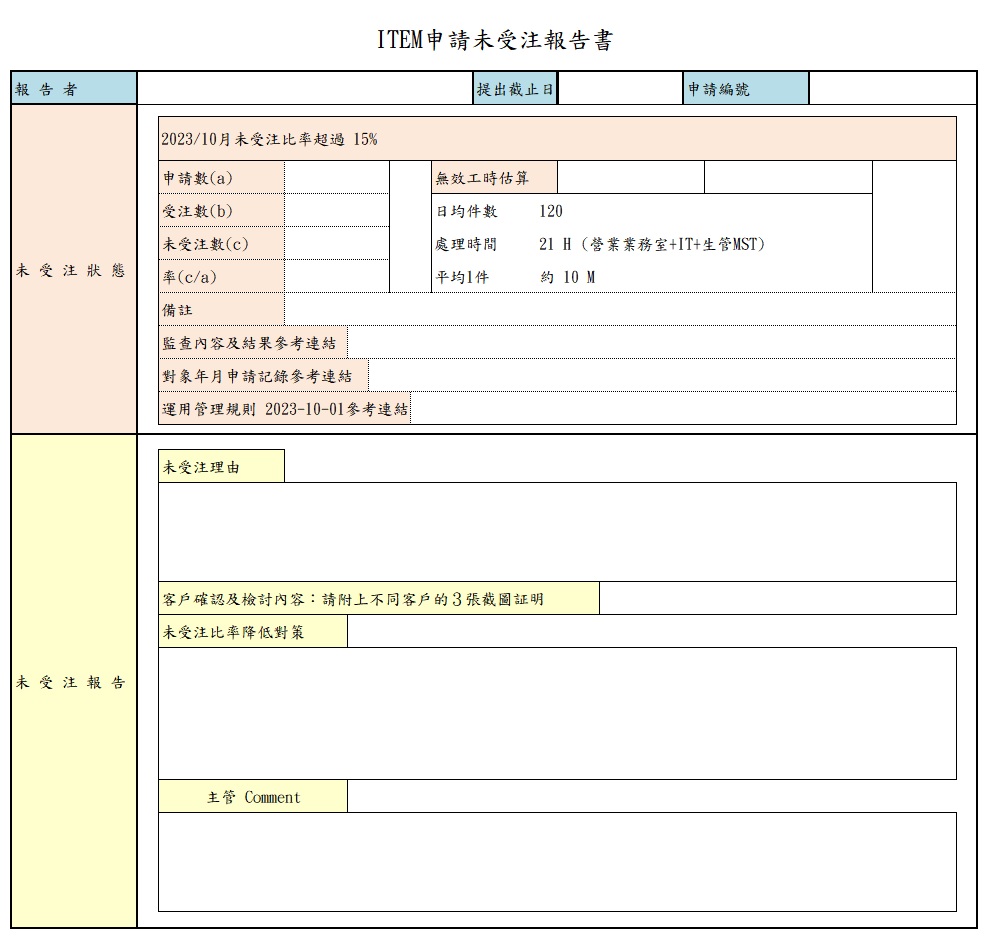 ITEM申請未受注報告書
報告者 提出截止日 申請編號
未受注狀態
2023/10月未受注比率超過 15%
申請數(a) 無效工時估算
受注數(b) 日均件數 120
未受注數(c) 處理時間 21 H (營業業務室+IT+生管MST)
率(c/a) 平均1件 約 10 M
備註
監查內容及結果參考連結
對象年月申請記錄參考連結
運用管理規則 2023-10-01參考連結
未受注報告
未受注理由
客戶確認及檢討內容：請附上不同客戶的３張截圖証明
未受注比率降低對策
主管 Comment